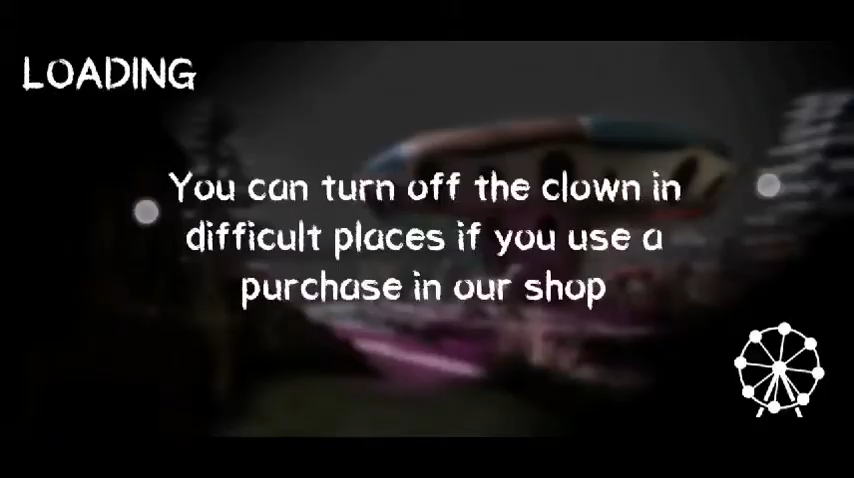 LOADING
You can turn off the clown in
difficult places if you use a
purchase in our shop